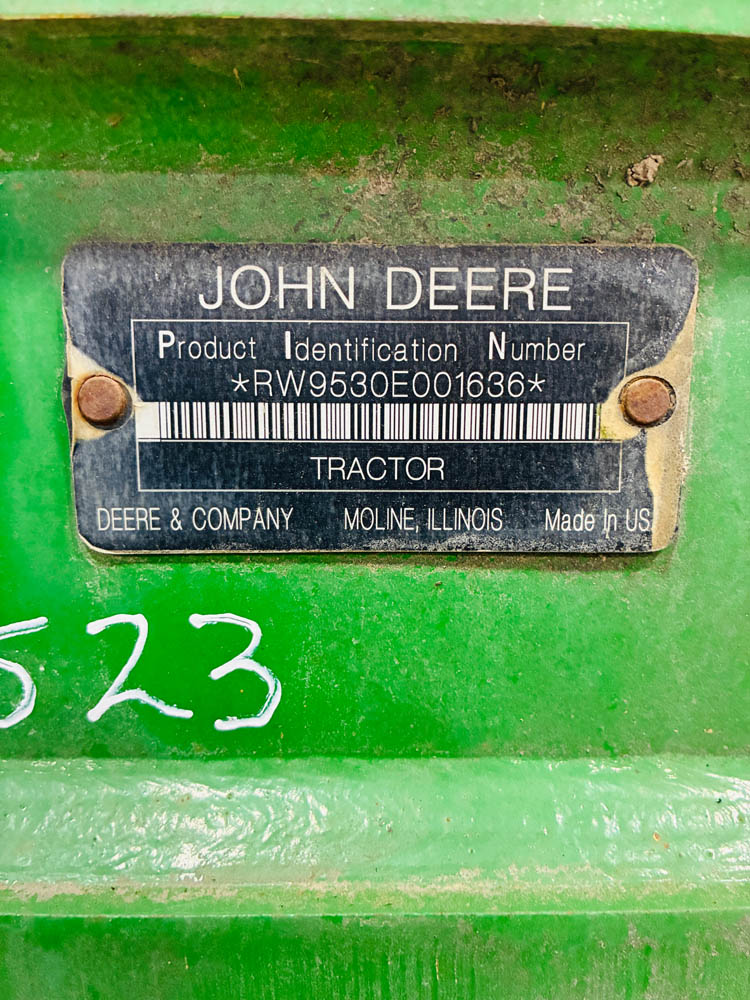 JOHN DEERE
Product Identification Number
*RW9530E001636*
TRACTOR
DEERE & COMPANY MOLINE, ILLINOIS Made In US
523